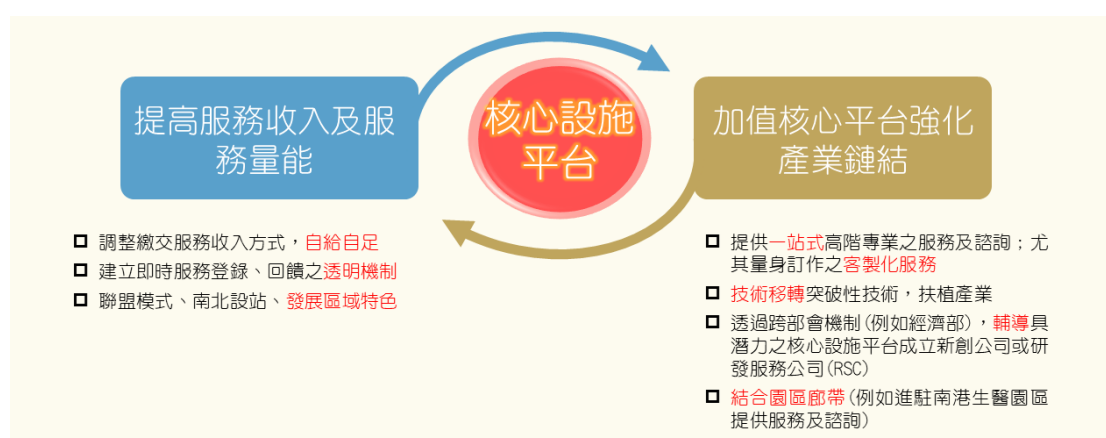 提高服務收入及服
務量能
核心設施
平台
加值核心平台強化
產業鏈結
調整繳交服務收入方式，自給自足
建立即時服務登錄、回饋之透明機制
聯盟模式、南北設站、發展區域特色
提供一站式高階專業之服務及諮詢；尤
其量身訂作之客製化服務
技術移轉突破性技術，扶植產業
透過跨部會機制(例如經濟部)，輔導具
潛力之核心設施平台成立新創公司或研
發服務公司(RSC)
結合園區廊帶(例如進駐南港生醫園區
提供服務及諮詢)